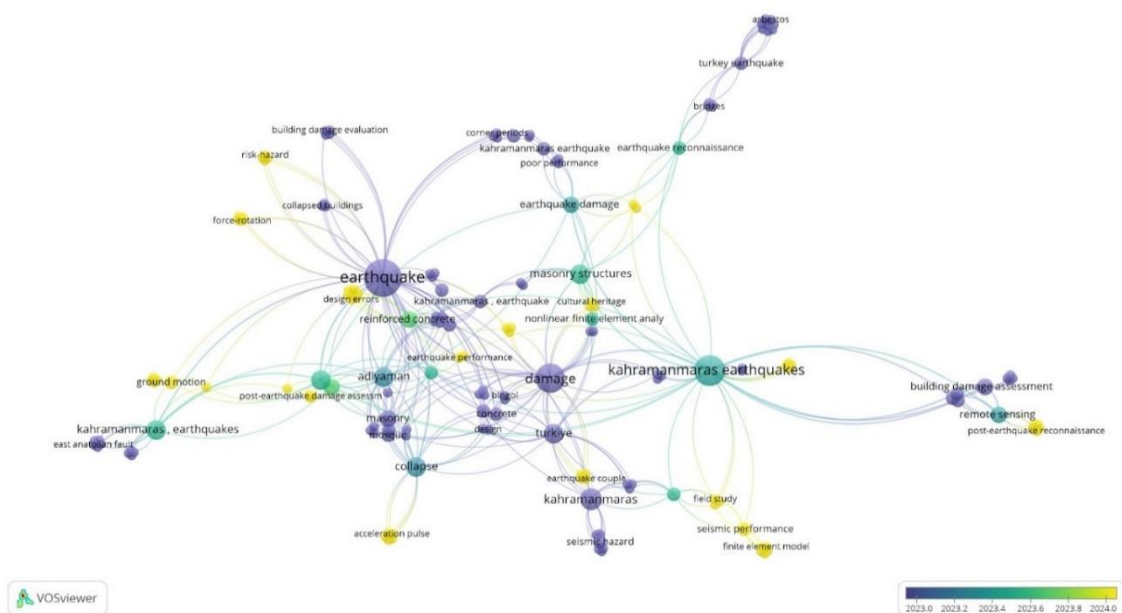 asbestos
turkey earthquake
bridges
building damage evaluation
corner periods
kahramanmaras earthquake
earthquake reconnaissance
risk-hazard
poor performance
collapsed buildings
earthquake damage
force-rotation
earthquake
masonry structures
design errors
kahramanmaras , earthquake
cultural heritage
reinforced concrete
nonlinear finite element analy
earthquake performance
kahramanmaras earthquakes
adiyaman
damage
ground motion
building damage assessment
post-earthquake damage assessm
bingol
masonry
concrete
remote sensing
kahramanmaras , earthquakes
mosque
design
turkiye
post-earthquake reconnaissance
east anatolian fault
collapse
earthquake couple
kahramanmaras
field study
acceleration pulse
seismic performance
seismic hazard
finite element model
VOSviewer
2023.0 2023.2 2023.4 2023.6 2023.8 2024.0